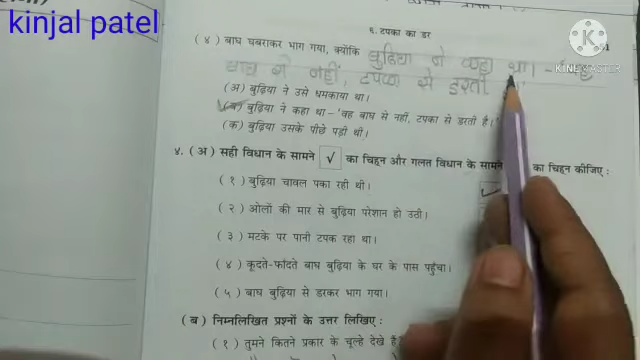 kinjal patel
६. टपका का डर
KINEMASTER
(४) बाघ घबराकर भाग गया, क्योंकि बुढ़िया ने कहा था। - वह
बाघ से नहीं, टपका से डरती
(अ) बुढ़िया ने उसे धमकाया था।
(ब) बुढ़िया ने कहा था – 'वह बाघ से नहीं, टपका से डरती है।'
(क) बुढ़िया उसके पीछे पड़ी थी।
४. (अ) सही विधान के सामने √ का चिह्न और गलत विधान के सामने का चिह्न कीजिए :
(१) बुढ़िया चावल पका रही थी। ✓
(२) ओलों की मार से बुढ़िया परेशान हो उठी।
(३) मटके पर पानी टपक रहा था।
(४) कूदते-फाँदते बाघ बुढ़िया के घर के पास पहुँचा।
(५) बाघ बुढ़िया से डरकर भाग गया।
(ब) निम्नलिखित प्रश्नों के उत्तर लिखिए :
(१) तुमने कितने प्रकार के चूल्हे देखे हैं